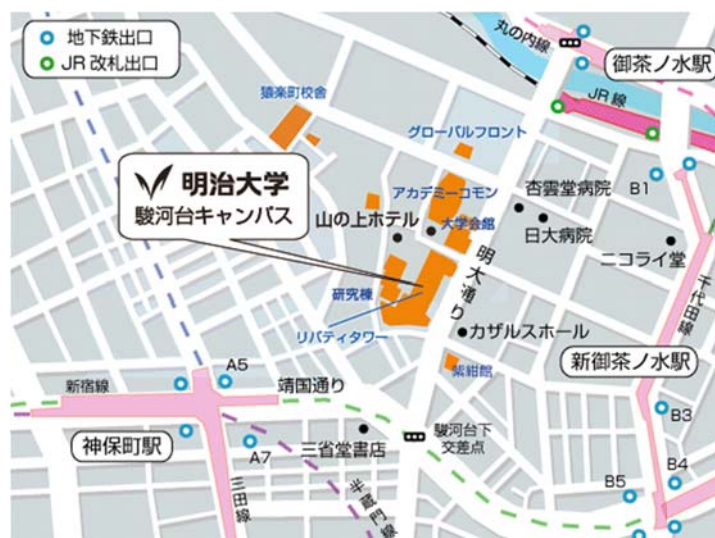 地下鉄出口
JR改札出口
丸の内線
御茶ノ水駅
JR線
猿楽町校舎
グローバルフロント
明治大学
駿河台キャンパス
アカデミーコモン
杏雲堂病院
B1
山の上ホテル
大学会館
日大病院
ニコライ堂
明大通り
千代田線
研究棟
リバティタワー
カザルスホール
新御茶ノ水駅
紫紺館
A5
新宿線
靖国通り
B3
神保町駅
A7
三省堂書店
駿河台下
交差点
B4
B5
三田線
半蔵門線